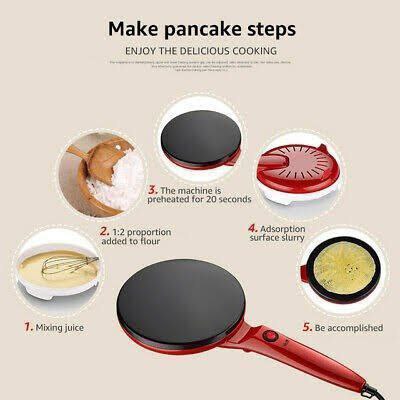 Make pancake steps
ENJOY THE DELICIOUS COOKING
3. The machine is
preheated for 20 seconds
2. 1:2 proportion
added to flour
4. Adsorption
surface slurry
1. Mixing juice
5. Be accomplished